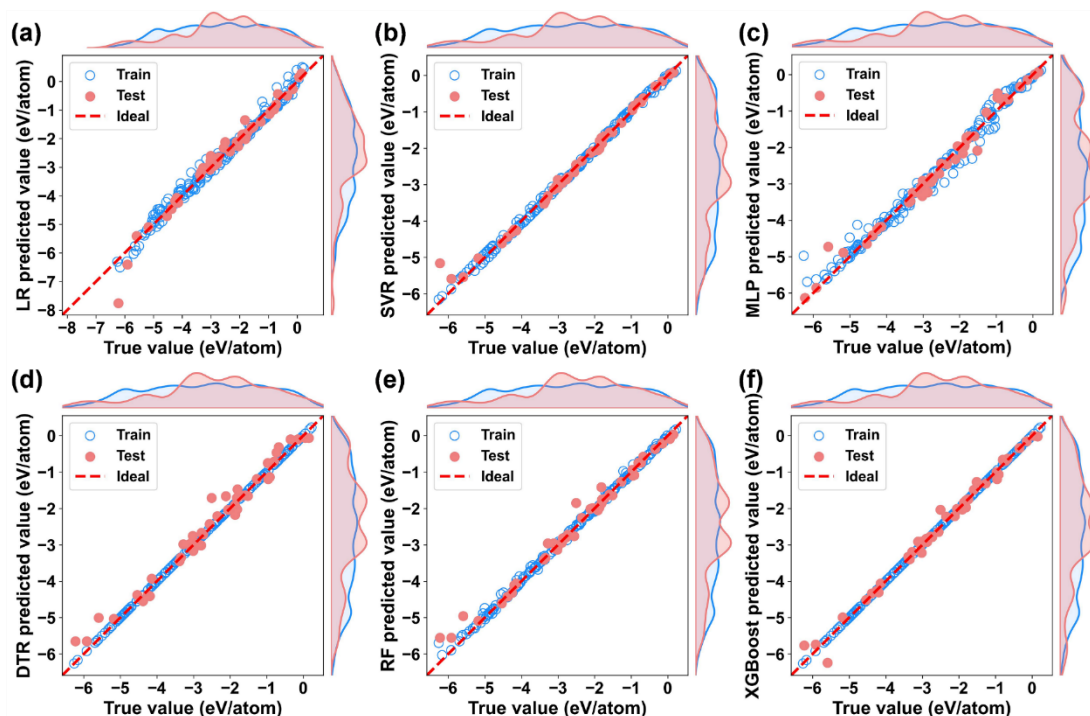 (a)
Train
Test
Ideal
LR predicted value (eV/atom)
0
−1
−2
−3
−4
−5
−6
−7
−8
−8 −7 −6 −5 −4 −3 −2 −1 0
True value (eV/atom)
(b)
Train
Test
Ideal
SVR predicted value (eV/atom)
0
−1
−2
−3
−4
−5
−6
−6 −5 −4 −3 −2 −1 0
True value (eV/atom)
(c)
Train
Test
Ideal
MLP predicted value (eV/atom)
0
−1
−2
−3
−4
−5
−6
−6 −5 −4 −3 −2 −1 0
True value (eV/atom)
(d)
Train
Test
Ideal
DTR predicted value (eV/atom)
0
−1
−2
−3
−4
−5
−6
−6 −5 −4 −3 −2 −1 0
True value (eV/atom)
(e)
Train
Test
Ideal
RF predicted value (eV/atom)
0
−1
−2
−3
−4
−5
−6
−6 −5 −4 −3 −2 −1 0
True value (eV/atom)
(f)
Train
Test
Ideal
XGBoost predicted value (eV/atom)
0
−1
−2
−3
−4
−5
−6
−6 −5 −4 −3 −2 −1 0
True value (eV/atom)